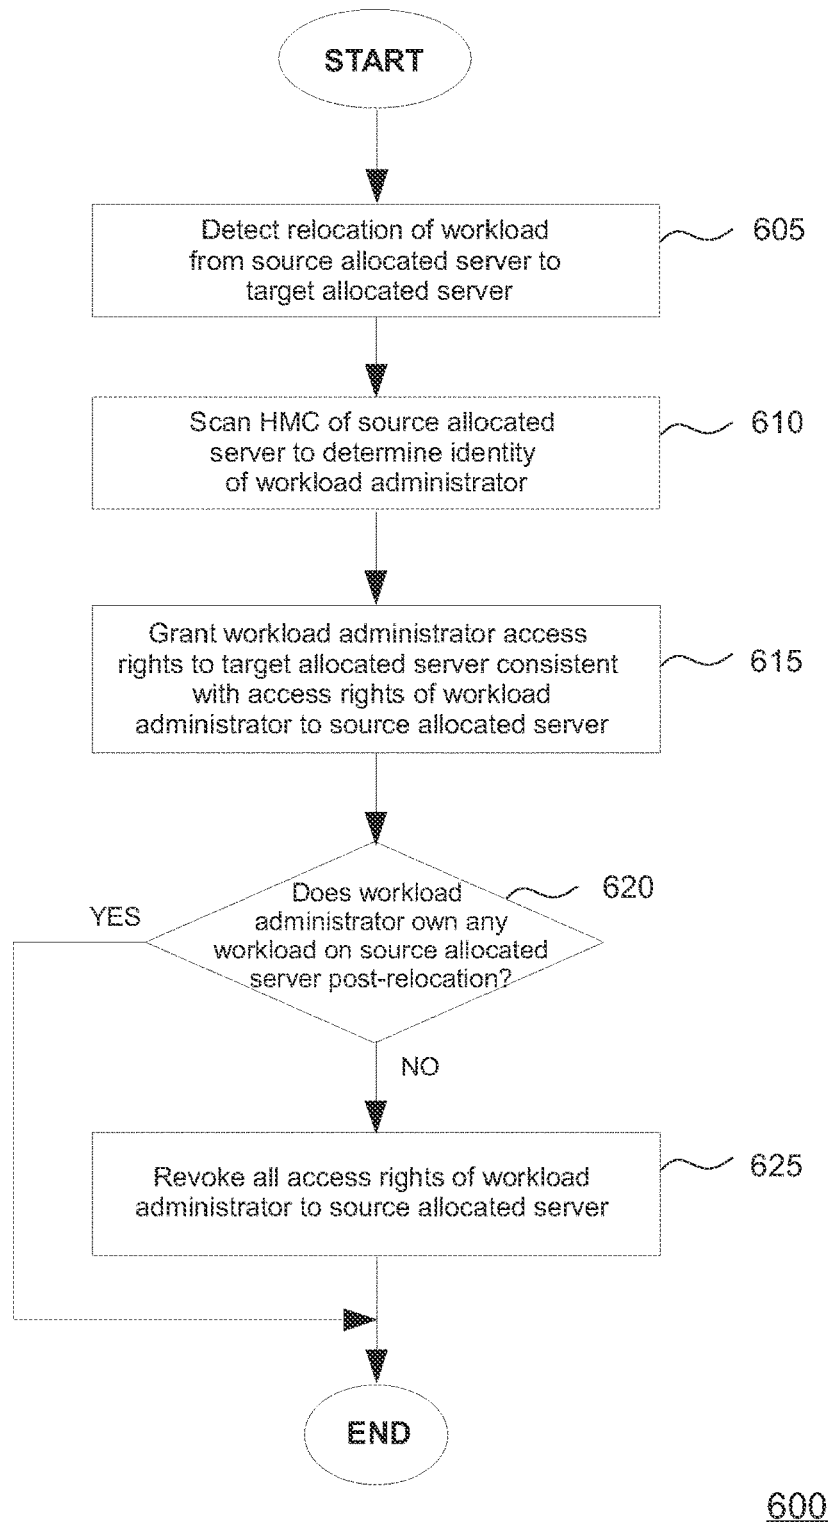 START
Detect relocation of workload
from source allocated server to
target allocated server
605
Scan HMC of source allocated
server to determine identity
of workload administrator
610
Grant workload administrator access
rights to target allocated server consistent
with access rights of workload
administrator to source allocated server
615
Does workload
administrator own any
workload on source allocated
server post-relocation?
620
YES
NO
Revoke all access rights of workload
administrator to source allocated server
625
END
600